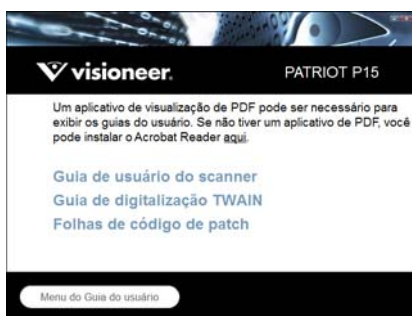 visioneer®
PATRIOT P15
Um aplicativo de visualização de PDF pode ser necessário para
exibir os guias do usuário. Se não tiver um aplicativo de PDF, você
pode instalar o Acrobat Reader aqui.
Guia de usuário do scanner
Guia de digitalização TWAIN
Folhas de código de patch
Menu do Guia do usuário